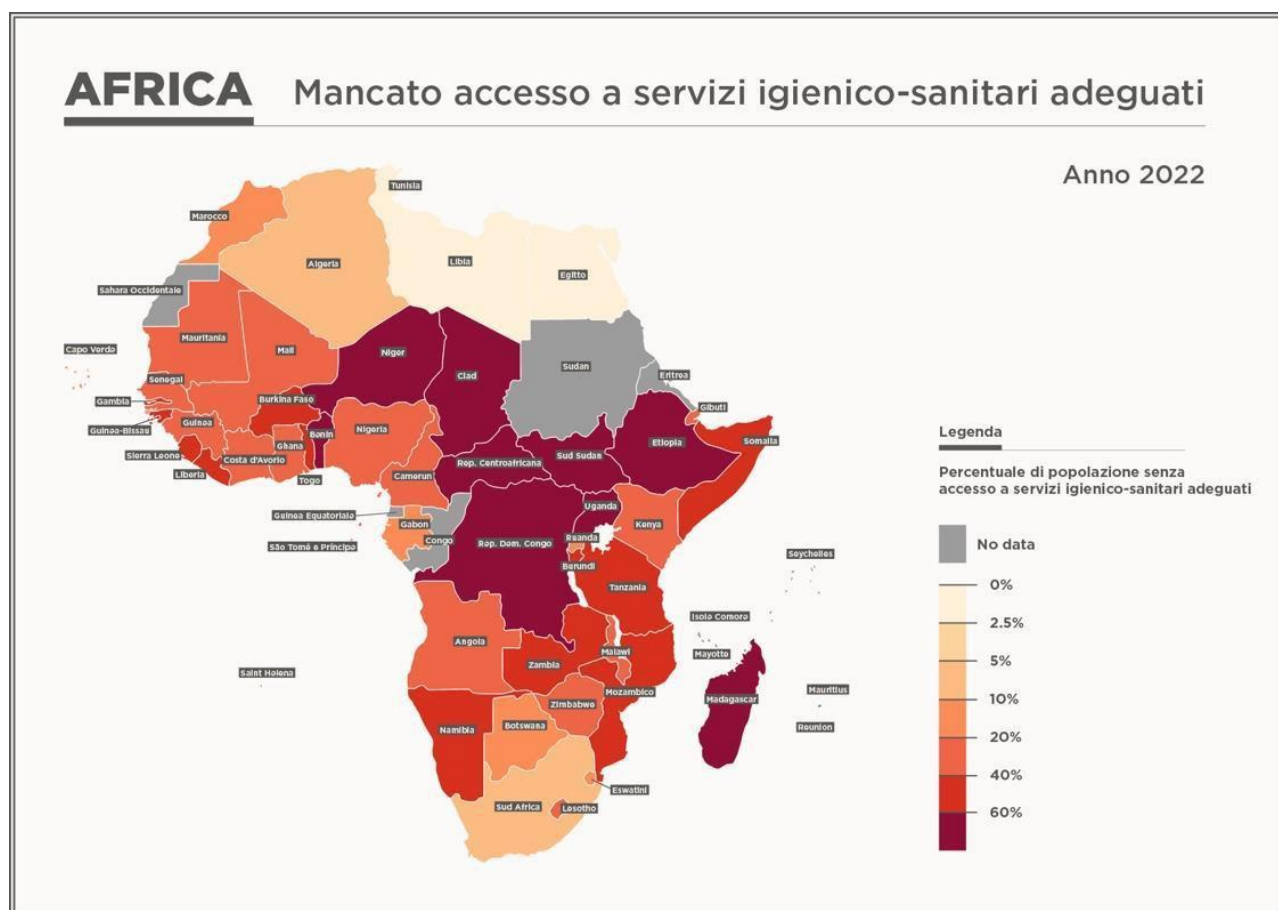 AFRICA Mancato accesso a servizi igienico-sanitari adeguati
Anno 2022
Tunisia
Marocco
Algeria
Libia
Egitto
Sahara Occidentale
Mauritania
Mali
Niger
Ciad
Sudan
Eritrea
Capo Verde
Senegal
Gambia
Guinea-Bissau
Guinea
Burkina Faso
Gibuti
Sierra Leone
Liberia
Costa d'Avorio
Ghana
Togo
Benin
Nigeria
Camerun
Rep. Centroafricana
Sud Sudan
Etiopia
Somalia
Guinea Equatoriale
São Tomé e Príncipe
Gabon
Congo
Rep. Dem. Congo
Uganda
Kenya
Ruanda
Burundi
Tanzania
Seychelles
Isole Comore
Mayotte
Angola
Zambia
Malawi
Mozambico
Madagascar
Mauritius
Reunion
Saint Helena
Namibia
Botswana
Zimbabwe
Sud Africa
Lesotho
Eswatini
Legenda
Percentuale di popolazione senza
accesso a servizi igienico-sanitari adeguati
No data
0%
2.5%
5%
10%
20%
40%
60%